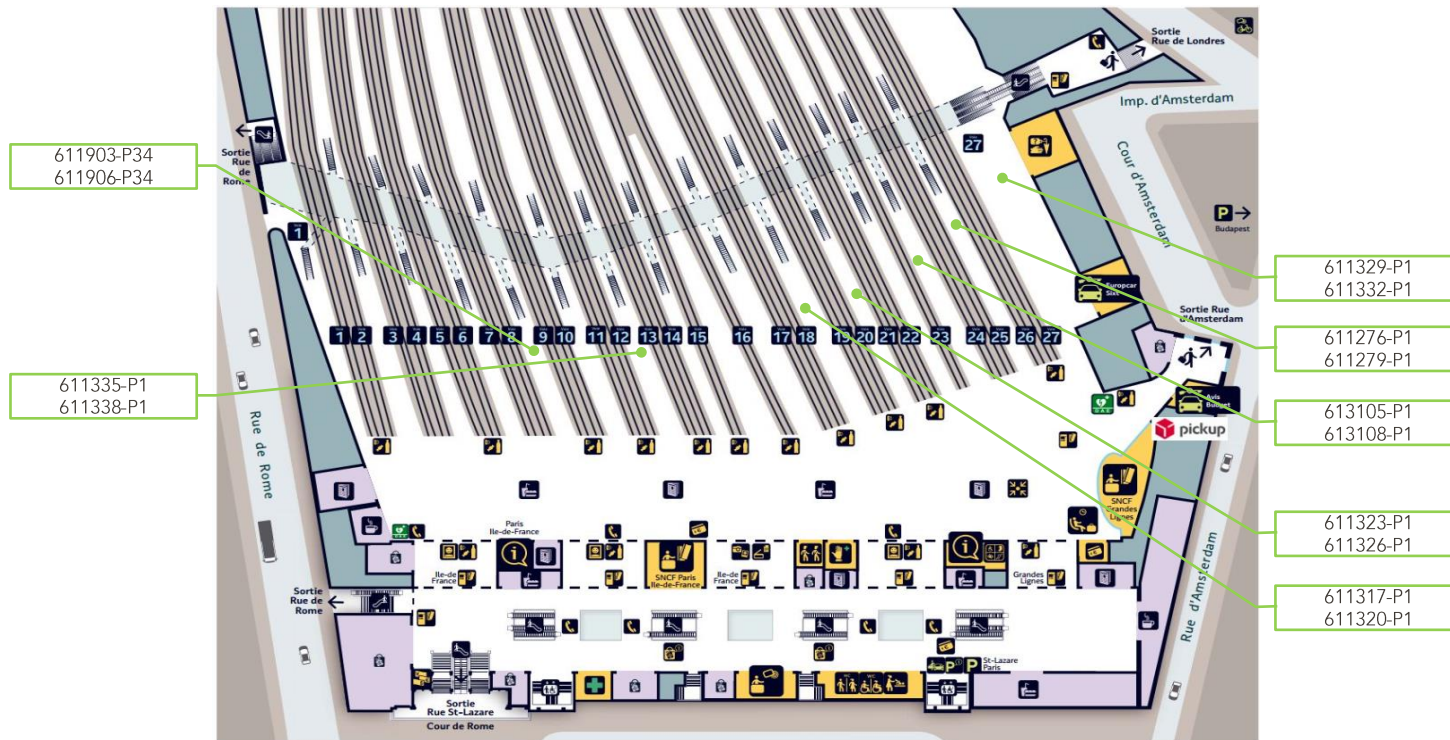 Sortie
Rue de Londres
Imp. d'Amsterdam
Cour d'Amsterdam
Voie
27
Sortie
Rue
de
Rome
611903-P34
611906-P34
P
Budapest
Voie
1
611329-P1
611332-P1
Europcar
Sixt
Sortie Rue
d'Amsterdam
1 2 3 4 5 6 7 8 9 10 11 12 13 14 15 16 17 18 19 20 21 22 23 24 25 26 27
611276-P1
611279-P1
611335-P1
611338-P1
Avis
Budget
613105-P1
613108-P1
pickup
Rue de Rome
SNCF
Grandes
Lignes
Paris
Ile-de-France
611323-P1
611326-P1
Ile-de
France
SNCF Paris
Ile-de-France
Ile-de
France
Grandes
Lignes
Rue d'Amsterdam
Sortie
Rue de
Rome
611317-P1
611320-P1
P P
St-Lazare
Paris
Sortie
Rue St-Lazare
Cour de Rome